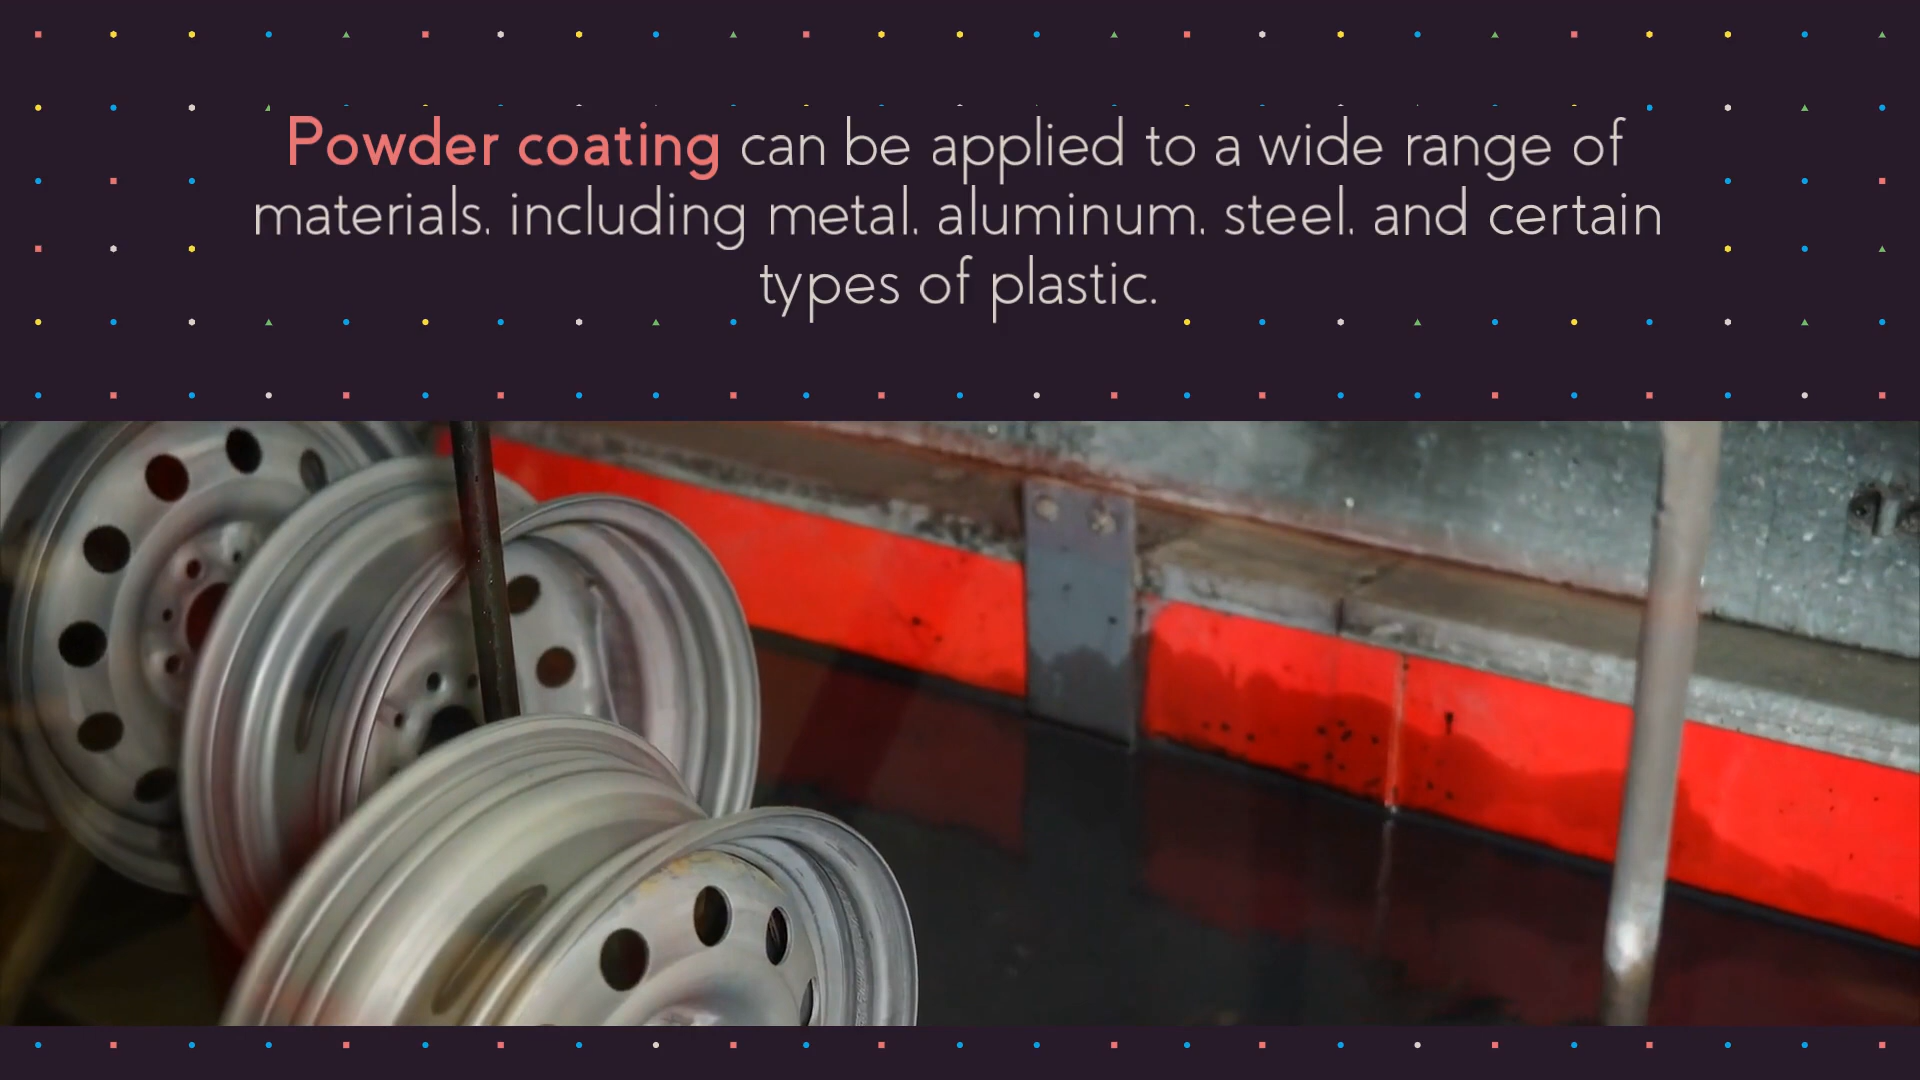 Powder coating can be applied to a wide range of
materials, including metal, aluminum, steel, and certain
types of plastic.